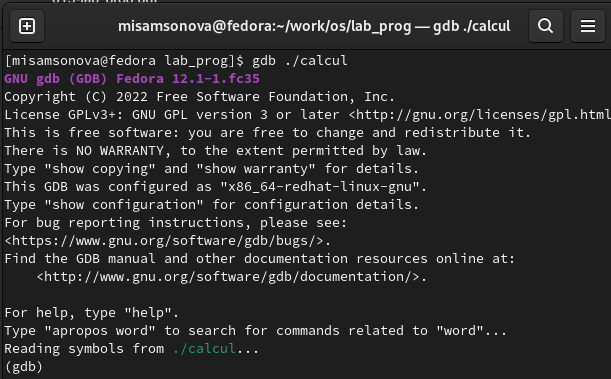 misamsonova@fedora:~/work/os/lab_prog — gdb ./calcul
[misamsonova@fedora lab_prog]$ gdb ./calcul
GNU gdb (GDB) Fedora 12.1-1.fc35
Copyright (C) 2022 Free Software Foundation, Inc.
License GPLv3+: GNU GPL version 3 or later <http://gnu.org/licenses/gpl.html
This is free software: you are free to change and redistribute it.
There is NO WARRANTY, to the extent permitted by law.
Type "show copying" and "show warranty" for details.
This GDB was configured as "x86_64-redhat-linux-gnu".
Type "show configuration" for configuration details.
For bug reporting instructions, please see:
<https://www.gnu.org/software/gdb/bugs/>.
Find the GDB manual and other documentation resources online at:
    <http://www.gnu.org/software/gdb/documentation/>.

For help, type "help".
Type "apropos word" to search for commands related to "word"...
Reading symbols from ./calcul...
(gdb)